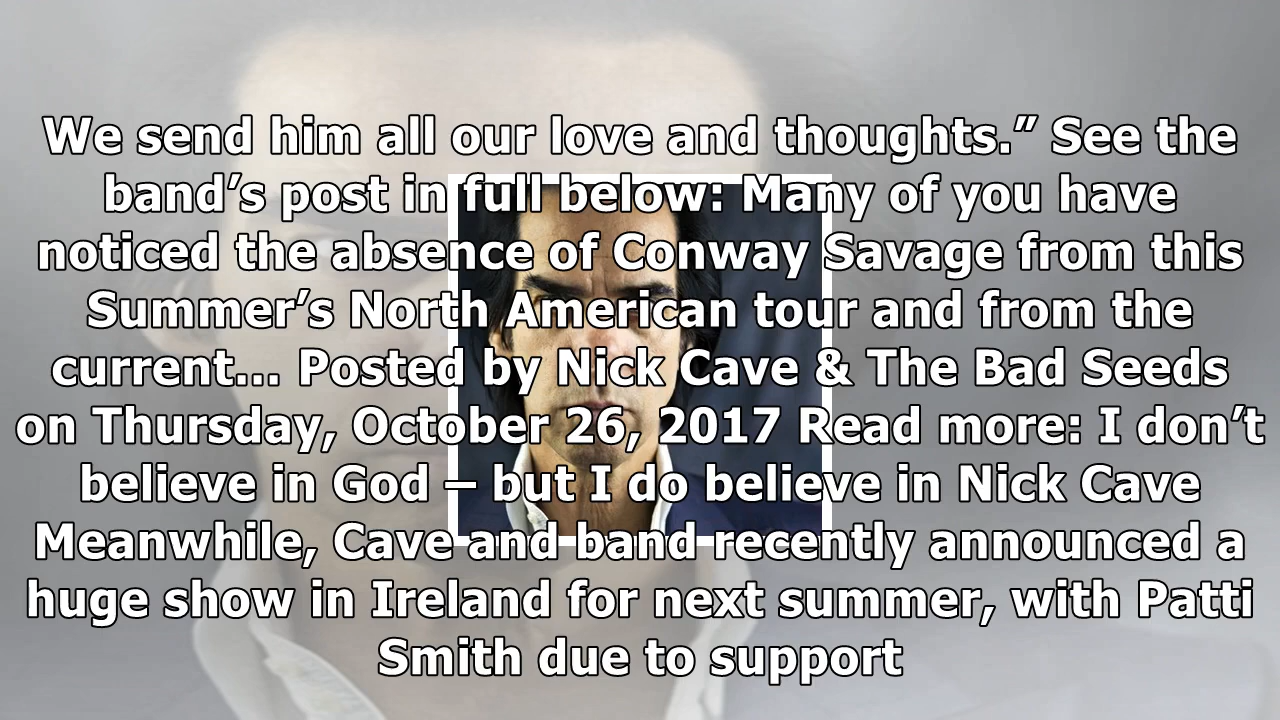 We send him all our love and thoughts.” See the
band’s post in full below: Many of you have
noticed the absence of Conway Savage from this
Summer’s North American tour and from the
current... Posted by Nick Cave & The Bad Seeds
on Thursday, October 26, 2017 Read more: I don’t
believe in God – but I do believe in Nick Cave
Meanwhile, Cave and band recently announced a
huge show in Ireland for next summer, with Patti
Smith due to support